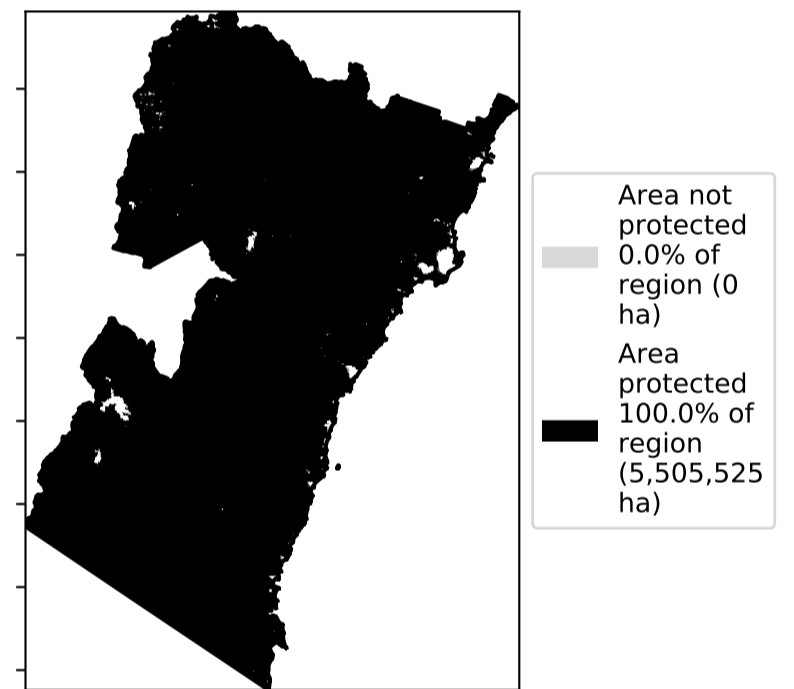 Area not
protected
0.0% of
region (0
ha)
Area
protected
100.0% of
region
(5,505,525
ha)